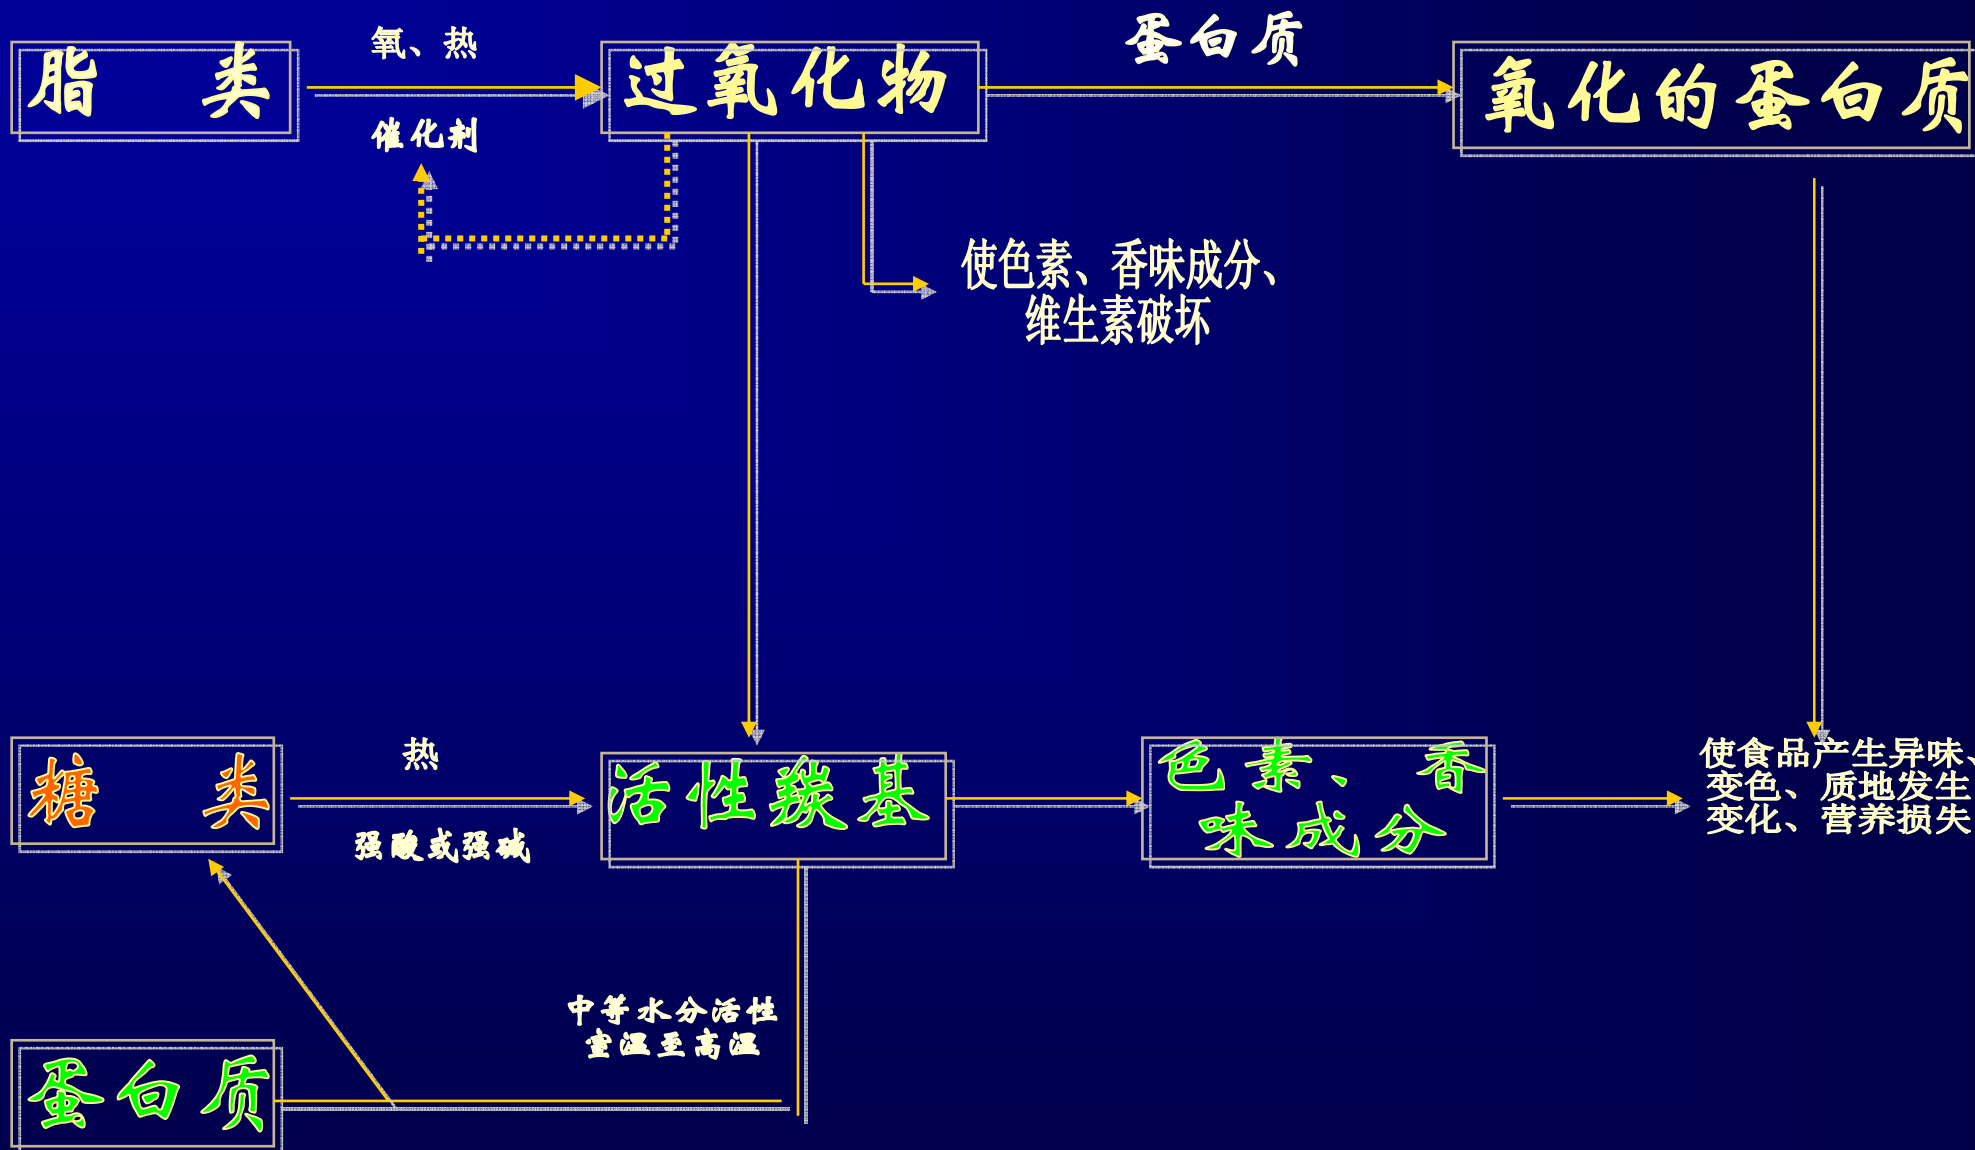 氧、热
蛋白质
脂 类
过氧化物
氧化的蛋白质
催化剂
使色素、香味成分、
维生素破坏
热
糖 类
活性羰基
色素、香
味成分
使食品产生异味、
变色、质地发生
变化、营养损失
强酸或强碱
中等水分活性
室温至高温
蛋白质